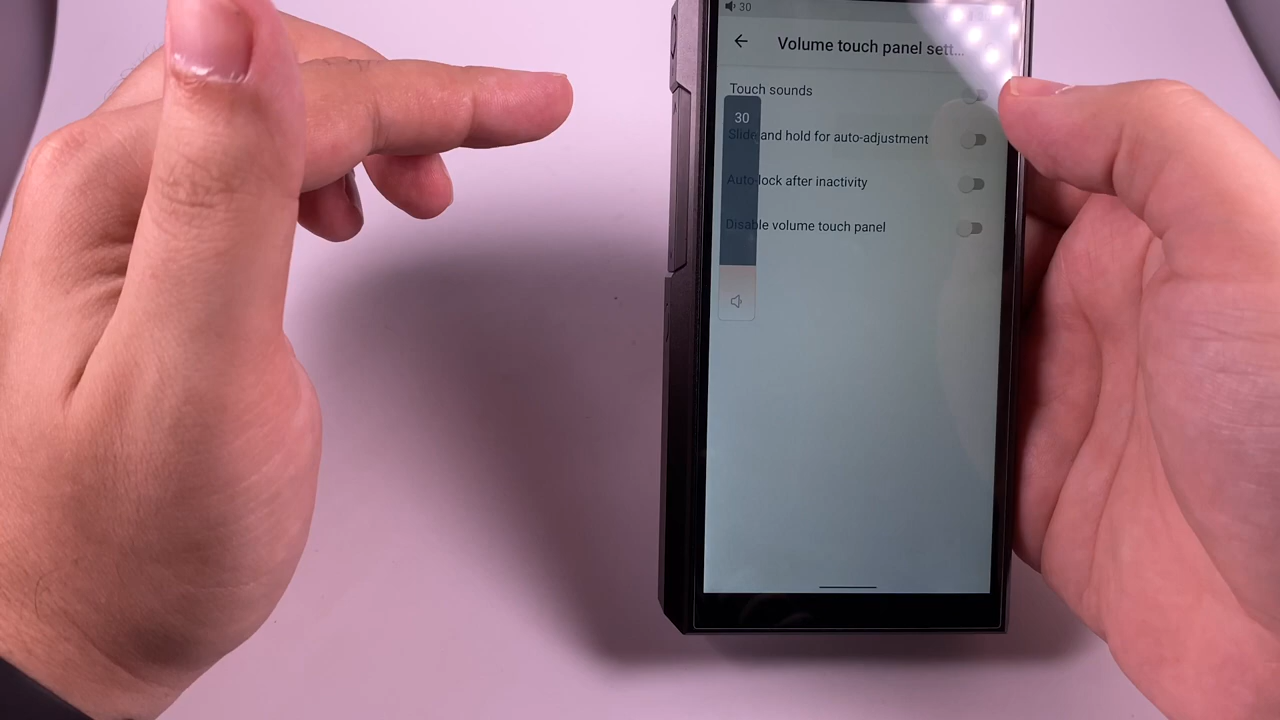 30
Volume touch panel sett...
Touch sounds
30
Slide and hold for auto-adjustment
Auto-lock after inactivity
Disable volume touch panel